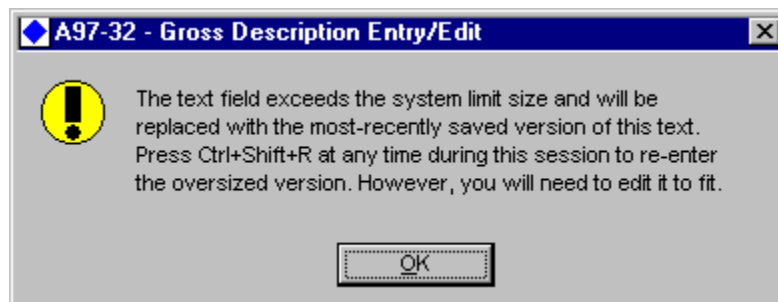 A97-32 - Gross Description Entry/Edit
The text field exceeds the system limit size and will be
replaced with the most-recently saved version of this text.
Press Ctrl+Shift+R at any time during this session to re-enter
the oversized version. However, you will need to edit it to fit.
OK